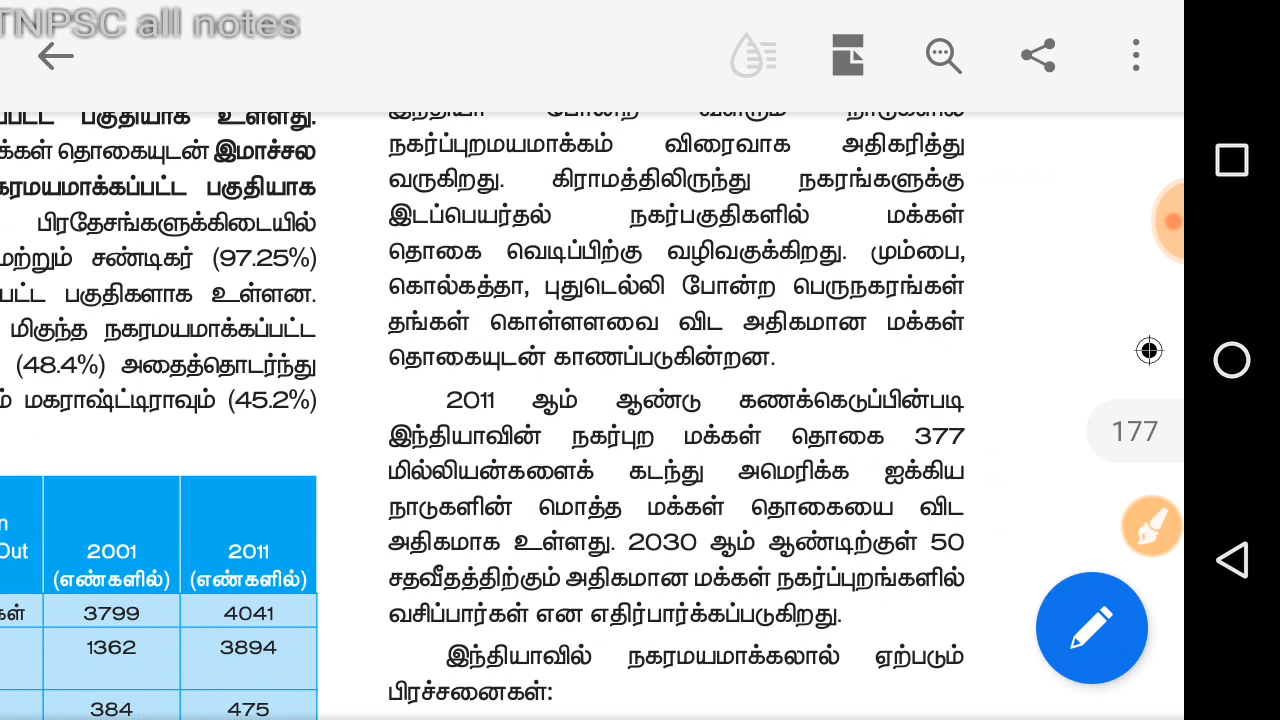 TNPSC all notes
பகுதியாக உள்ளது.
தொகையுடன் இமாச்சல
பகுதியாக
பிரதேசங்களுக்கிடையில்
மற்றும் சண்டிகர் (97.25%)
பகுதிகளாக உள்ளன.
மிகுந்த நகரமயமாக்கப்பட்ட
(48.4%) அதைத்தொடர்ந்து
மகராஷ்ட்டிராவும் (45.2%)
Out 2001 2011
(எண்களில்) (எண்களில்)
3799 4041
1362 3894
384 475
இந்தியா போன்ற வளரும் நாடுகளில்
நகர்ப்புறமயமாக்கம் விரைவாக அதிகரித்து
வருகிறது. கிராமத்திலிருந்து நகரங்களுக்கு
இடப்பெயர்தல் நகர்பகுதிகளில் மக்கள்
தொகை வெடிப்பிற்கு வழிவகுக்கிறது. மும்பை,
கொல்கத்தா, புதுடெல்லி போன்ற பெருநகரங்கள்
தங்கள் கொள்ளளவை விட அதிகமான மக்கள்
தொகையுடன் காணப்படுகின்றன.
2011 ஆம் ஆண்டு கணக்கெடுப்பின்படி
இந்தியாவின் நகர்புற மக்கள் தொகை 377
மில்லியன்களைக் கடந்து அமெரிக்க ஐக்கிய
நாடுகளின் மொத்த மக்கள் தொகையை விட
அதிகமாக உள்ளது. 2030 ஆம் ஆண்டிற்குள் 50
சதவீதத்திற்கும் அதிகமான மக்கள் நகர்ப்புறங்களில்
வசிப்பார்கள் என எதிர்பார்க்கப்படுகிறது.
இந்தியாவில் நகரமயமாக்கலால் ஏற்படும்
பிரச்சனைகள்:
177